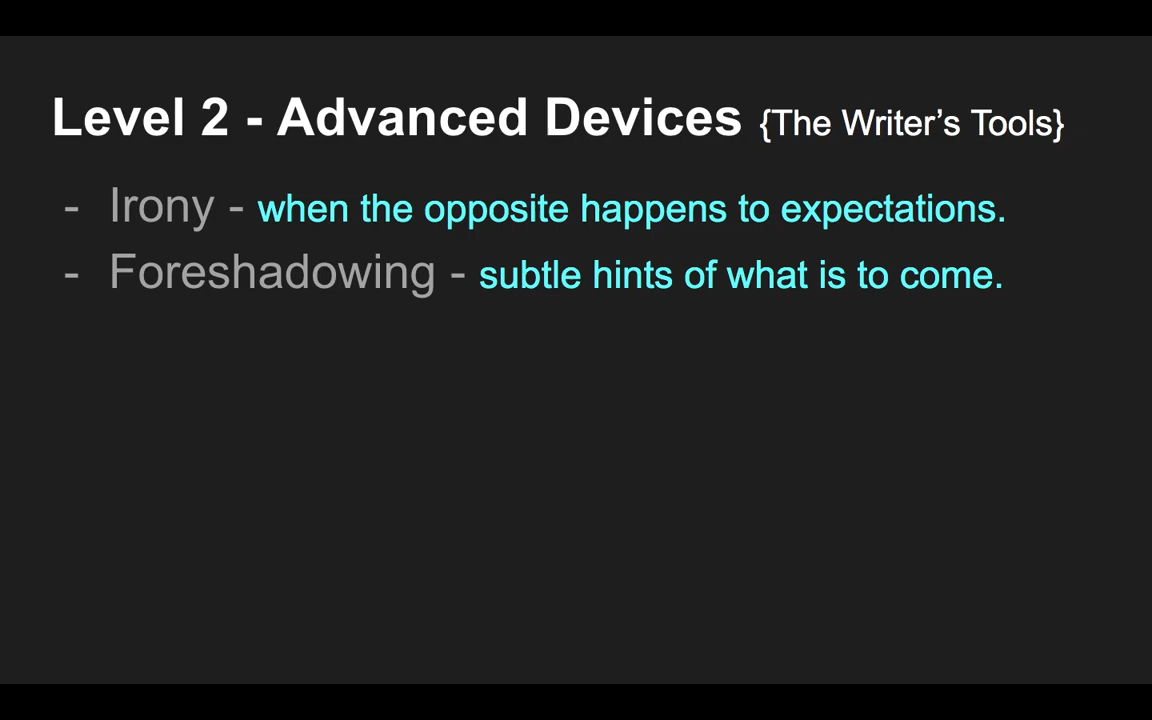 Level 2 - Advanced Devices {The Writer’s Tools}
- Irony - when the opposite happens to expectations.
- Foreshadowing - subtle hints of what is to come.